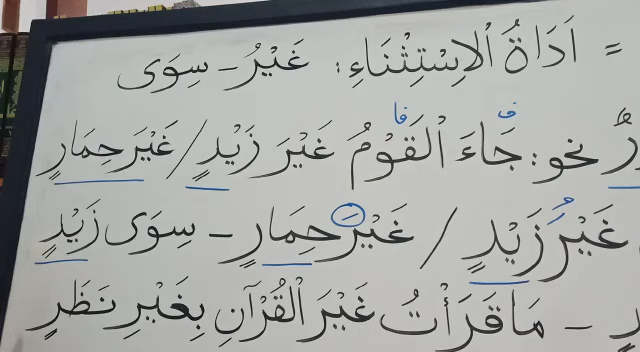 = اَدَاةُ الْاِسْتِثْنَاءِ: غَيْرُ - سِوَى
نحو: جَاءَ الْقَوْمُ غَيْرَ زَيْدٍ / غَيْرَ حِمَارٍ
غَيْرُ زَيْدٍ / غَيْرَ حِمَارٍ - سِوَى زَيْدٍ
- مَا قَرَأْتُ غَيْرَ الْقُرْآنِ بِغَيْرِ نَظَرٍ